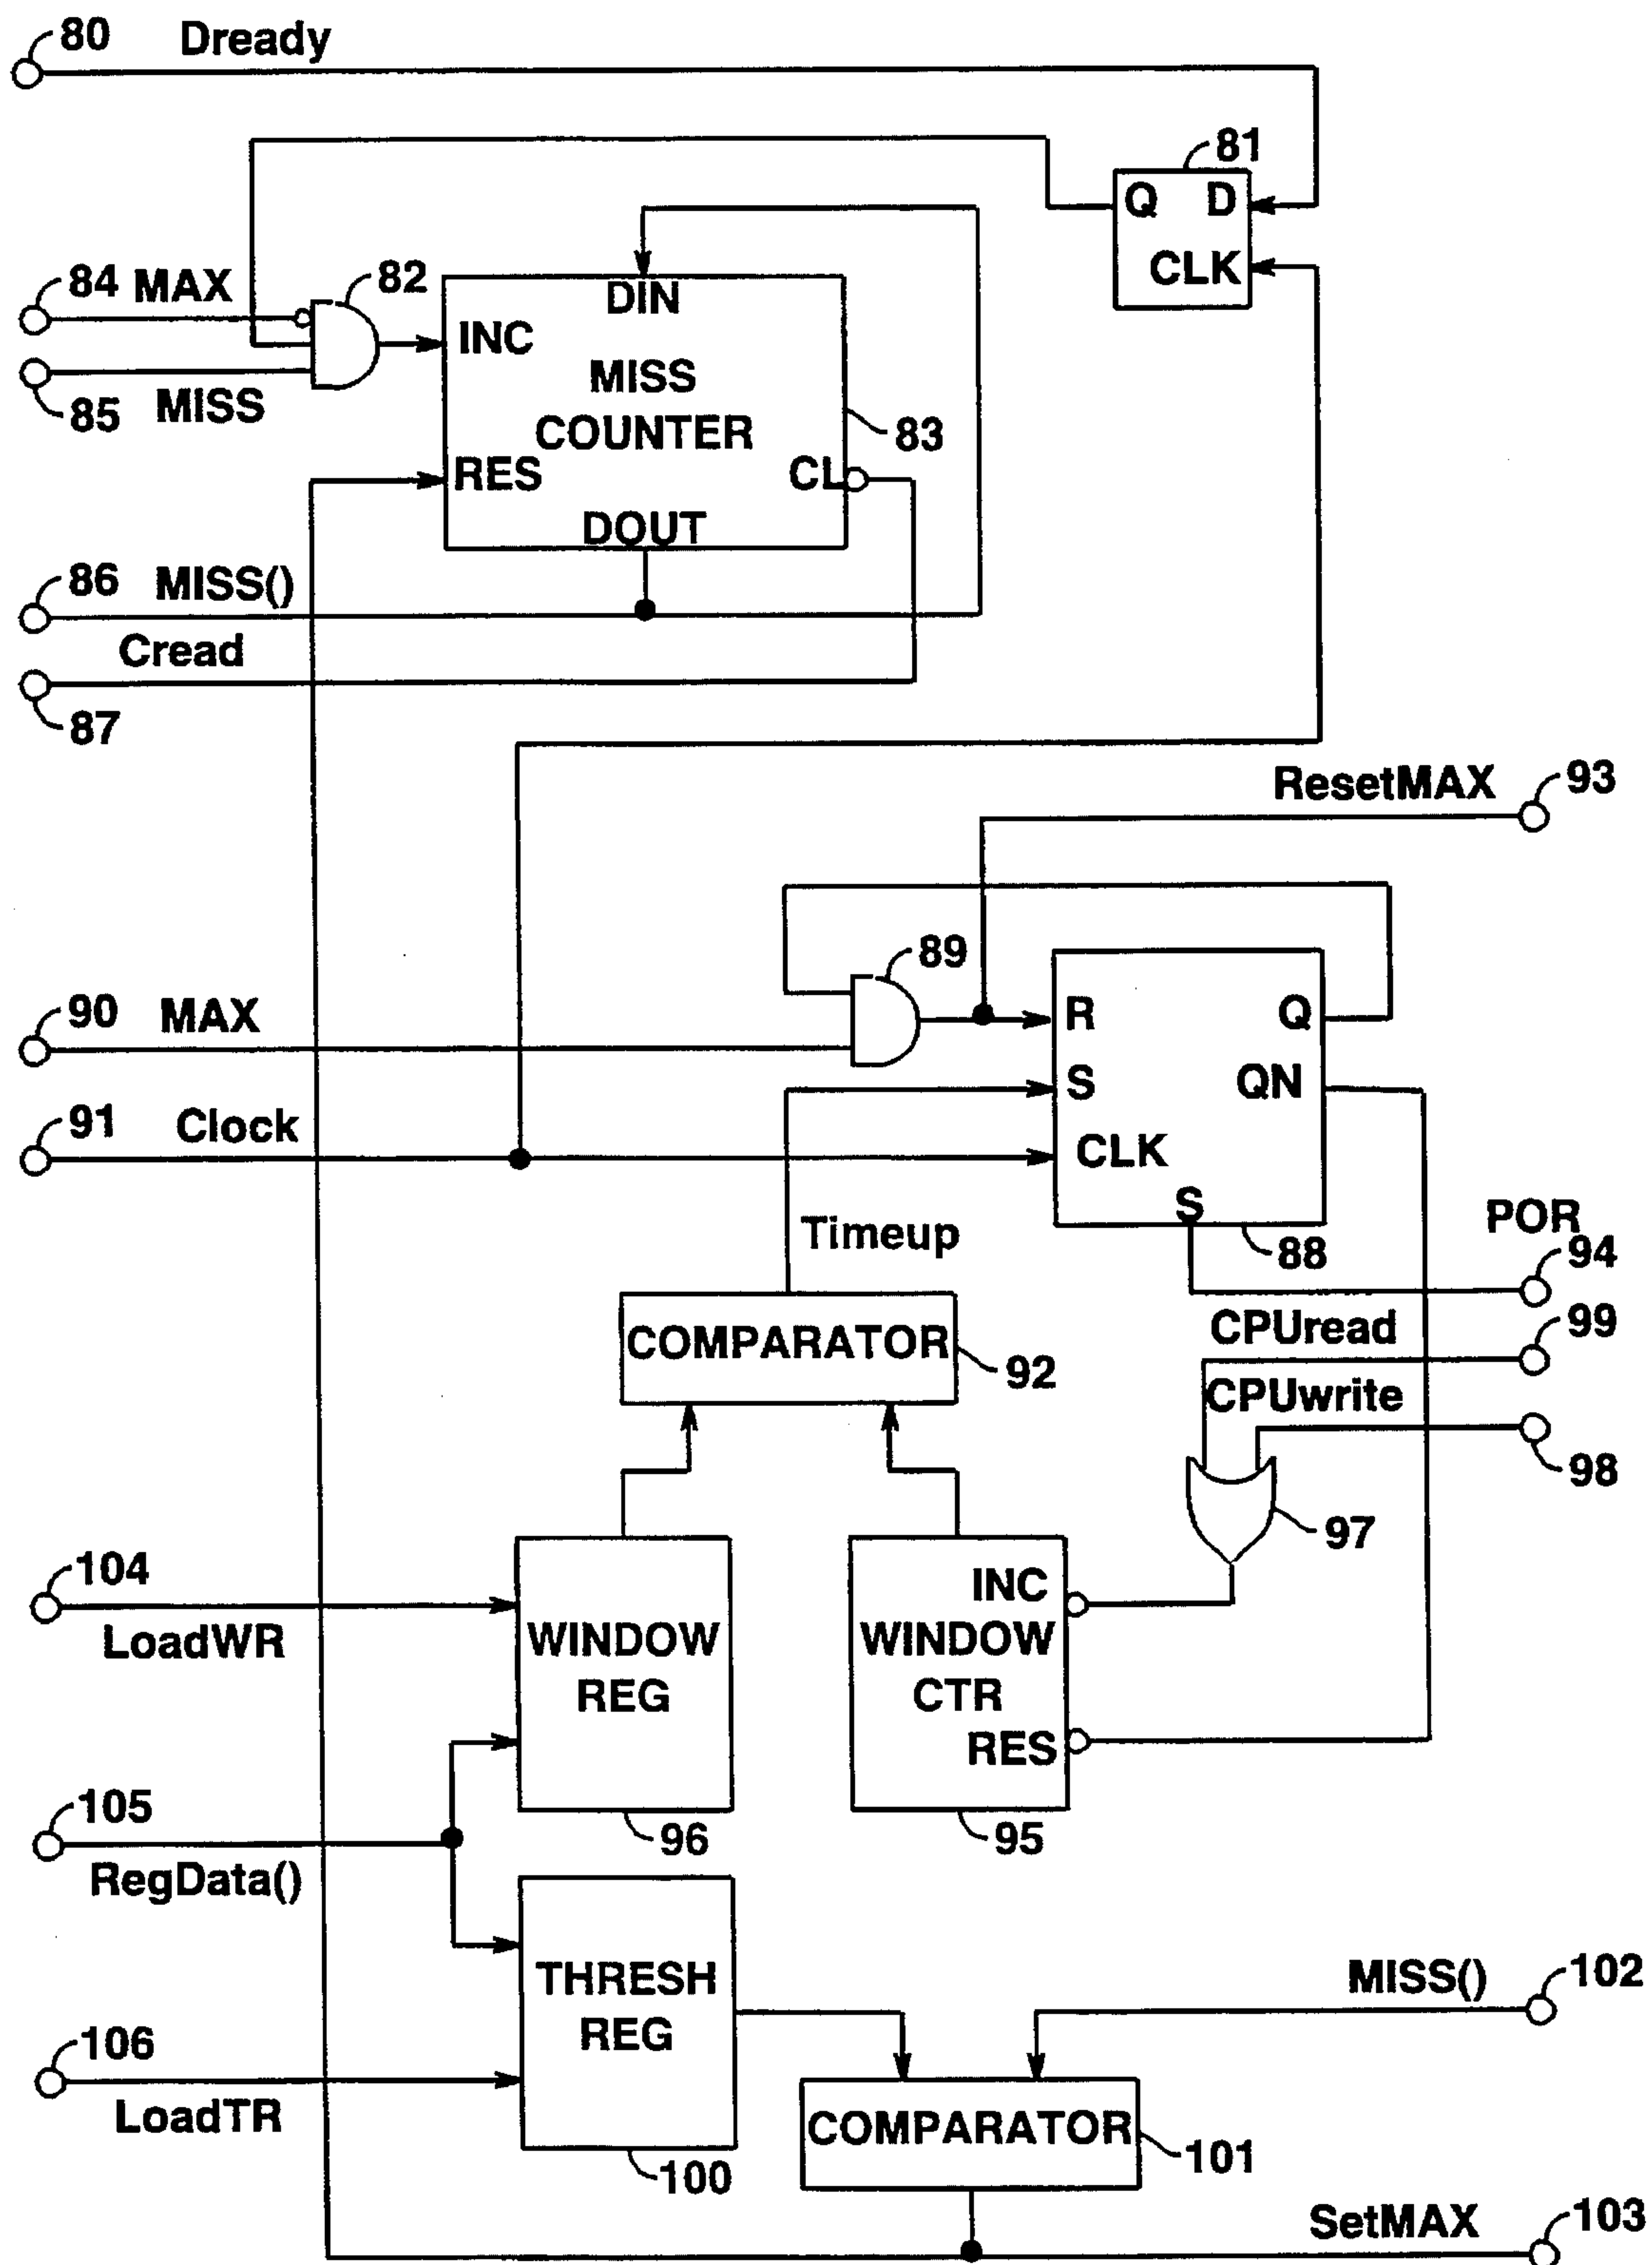 80 Dready
81
Q D
CLK
84 MAX
82
85 MISS
DIN
INC
MISS
COUNTER
83
RES
CL
DOUT
86 MISS()
Cread
87
ResetMAX 93
89
90 MAX
R Q
S QN
91 Clock
CLK
S
88
Timeup
POR
94
COMPARATOR
92
CPUread 99
CPUwrite
98
97
104
LoadWR
WINDOW
REG
96
INC
WINDOW
CTR
RES
95
105
RegData()
THRESH
REG
100
106
LoadTR
MISS() 102
COMPARATOR
101
SetMAX 103